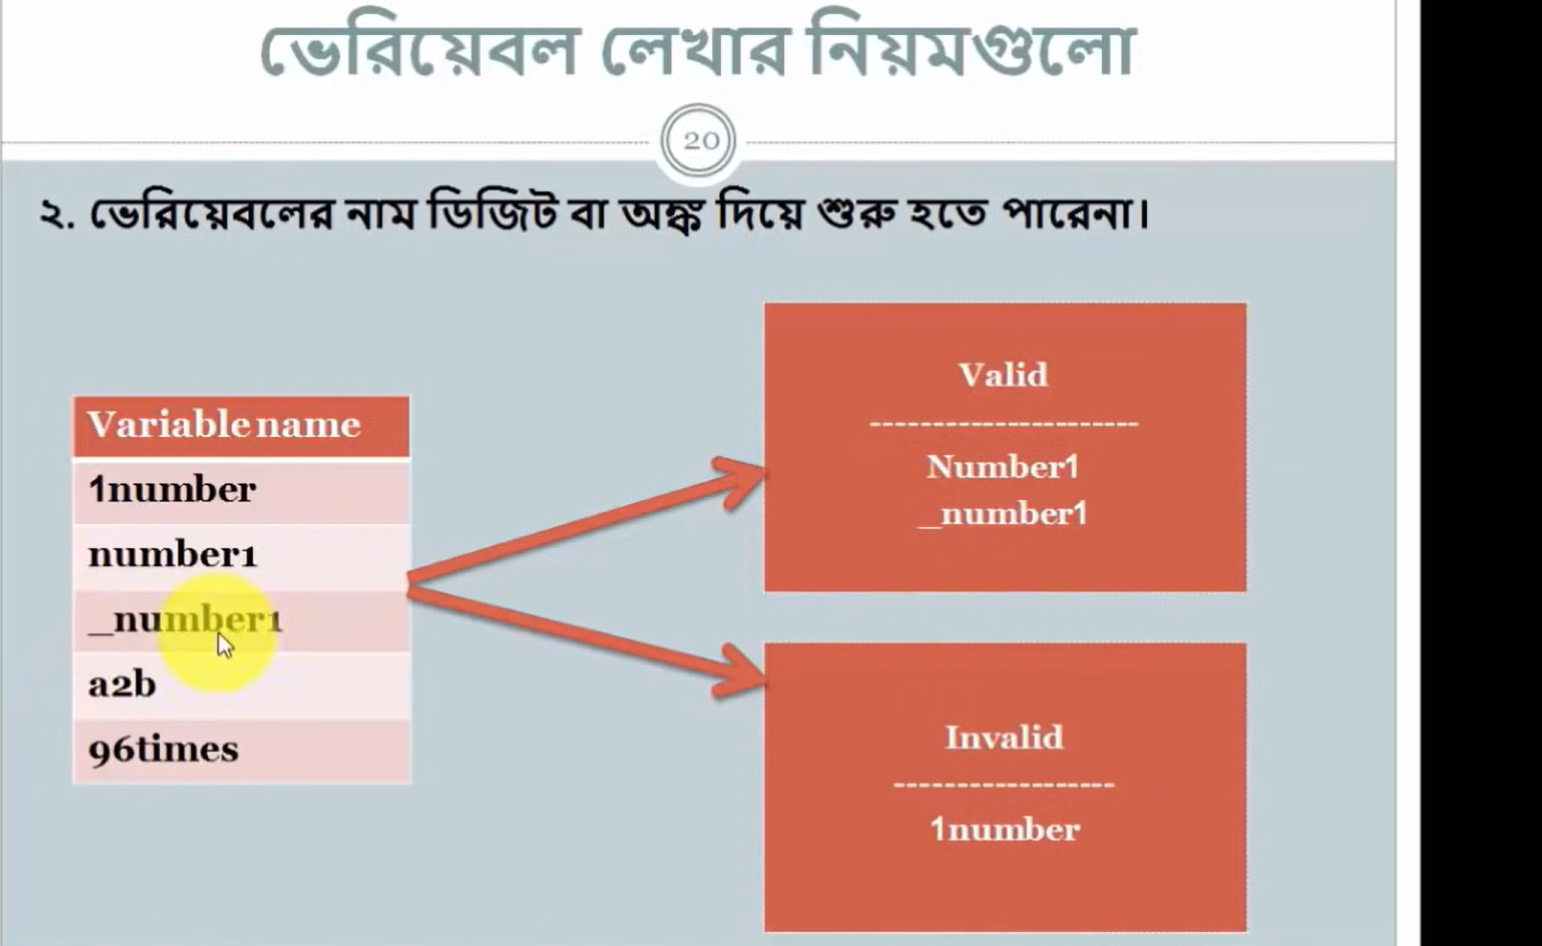 ভেরিয়েবল লেখার নিয়মগুলো
20
২. ভেরিয়েবলের নাম ডিজিট বা অঙ্ক দিয়ে শুরু হতে পারেনা।
Variable name
1number
number1
_number1
a2b
96times
Valid
---------------------
Number1
_number1
Invalid
-----------------
1number